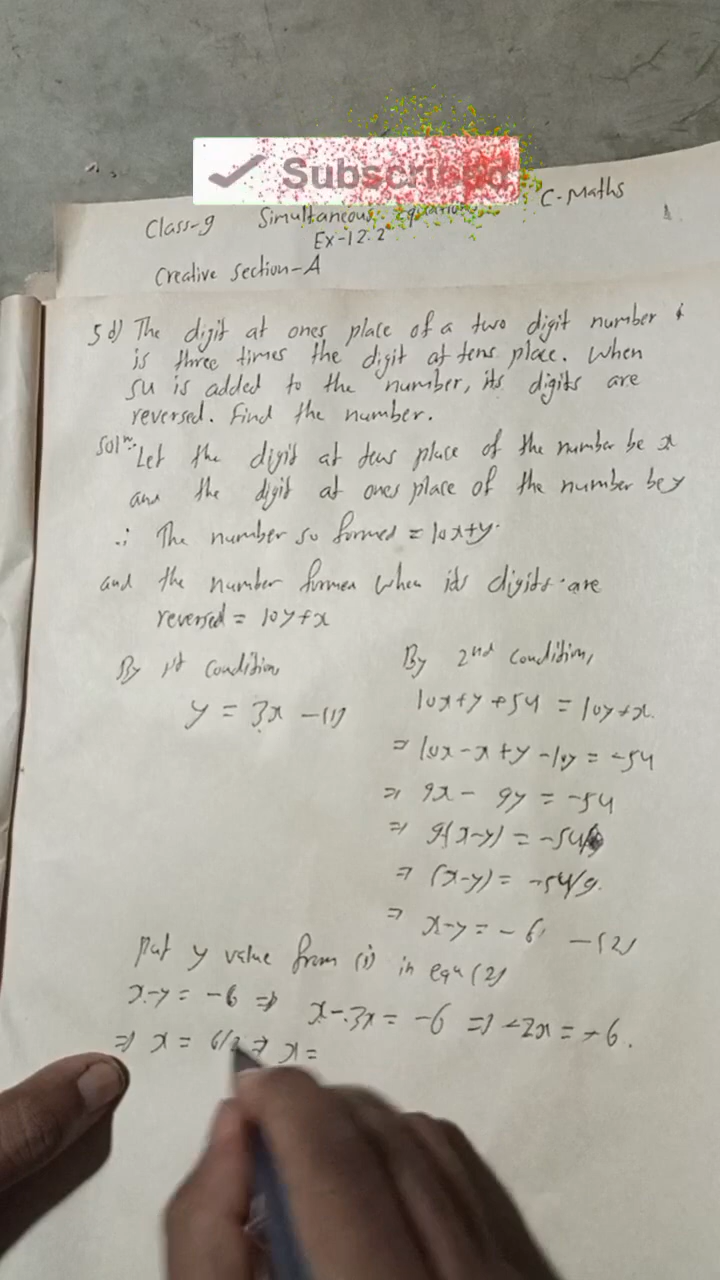 Subscribed
Class-9 Simultaneous Equation C-Maths
Ex-12.2
Creative section-A
5 d) The digit at ones place of a two digit number
is three times the digit at tens place. When
54 is added to the number, its digits are
reversed. Find the number.
Solⁿ: Let the digit at tens place of the number be x
and the digit at ones place of the number be y
∴ The number so formed = 10x+y.
and the number formed when its digits are
reversed = 10y+x
By 1st condition
y = 3x -(1)
By 2nd condition,
10x+y+54 = 10y+x.
⇒ 10x-x+y-10y = -54
⇒ 9x - 9y = -54
⇒ 9(x-y) = -54
⇒ (x-y) = -54/9.
⇒ x-y = -6 -(2)
Put y value from (i) in eqn (2)
x-y = -6 ⇒ x-3x = -6 ⇒ -2x = -6.
⇒ x = 6/2 ⇒ x =